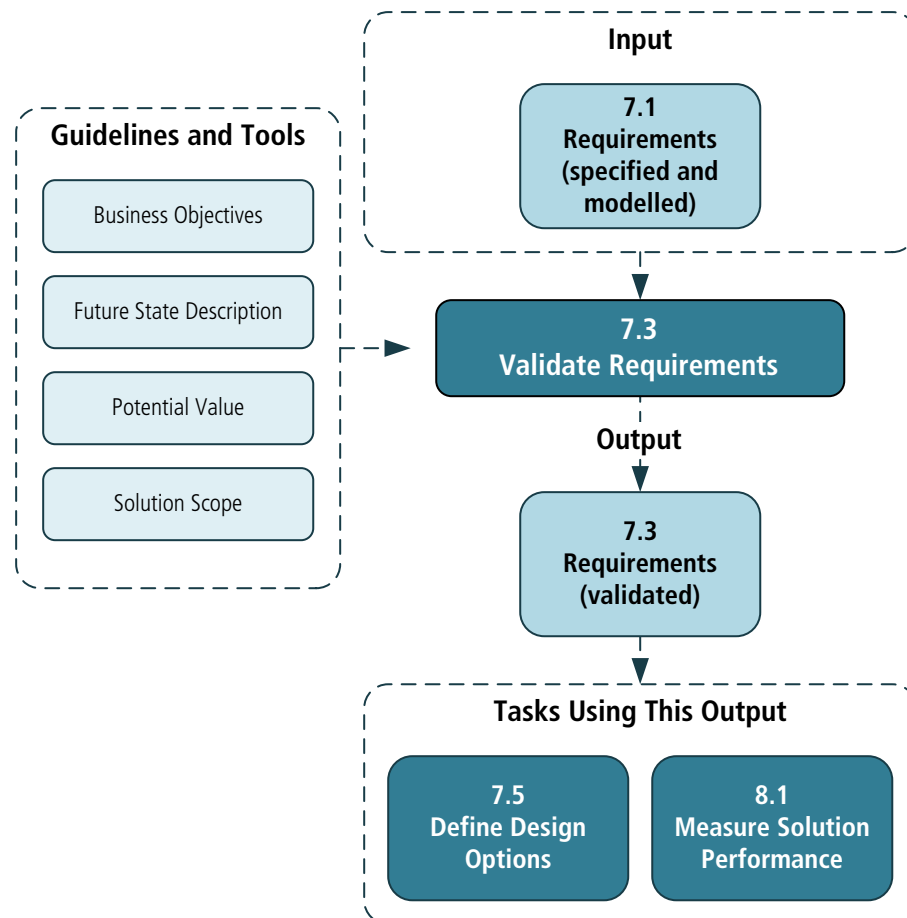 Input
7.1
Requirements
(specified and
modelled)
Guidelines and Tools
Business Objectives
Future State Description
Potential Value
Solution Scope
7.3
Validate Requirements
Output
7.3
Requirements
(validated)
Tasks Using This Output
7.5
Define Design
Options
8.1
Measure Solution
Performance